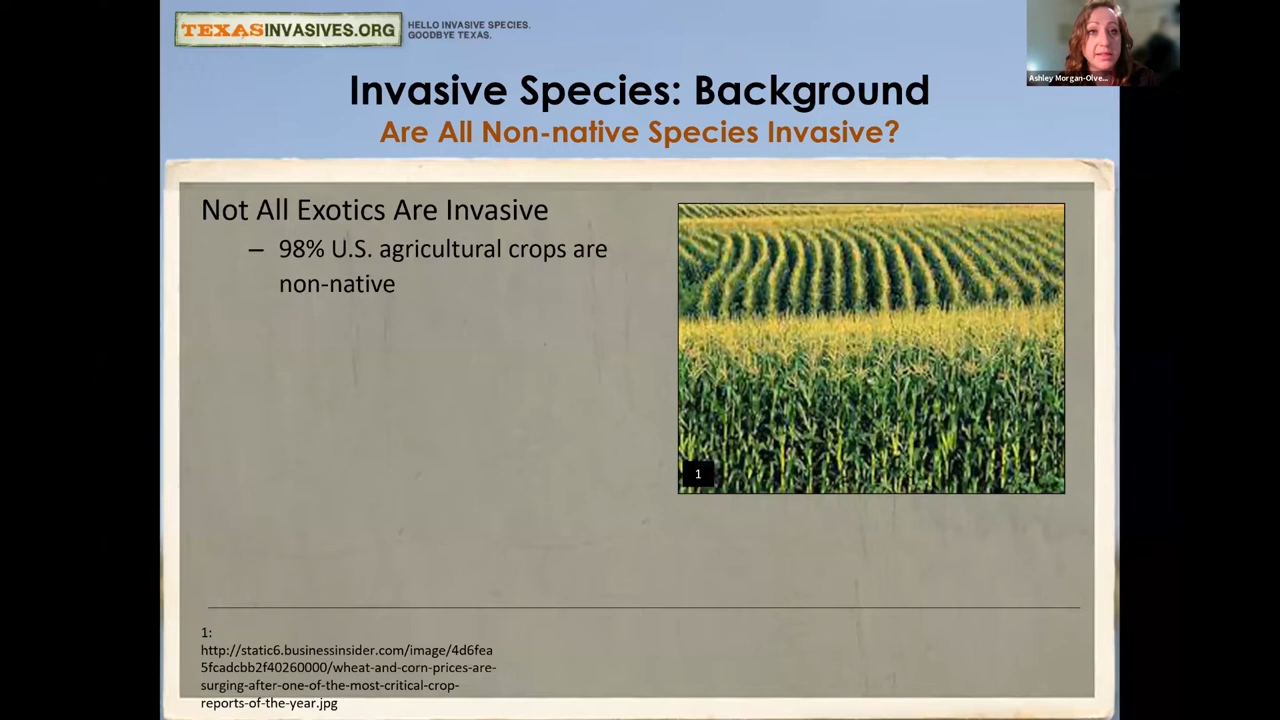 TEXASINVASIVES.ORG
HELLO INVASIVE SPECIES.
GOODBYE TEXAS.
Ashley Morgan-Olve...
Invasive Species: Background
Are All Non-native Species Invasive?
Not All Exotics Are Invasive
– 98% U.S. agricultural crops are
non-native
1
1:
http://static6.businessinsider.com/image/4d6fea
5fcadcbb2f40260000/wheat-and-corn-prices-are-
surging-after-one-of-the-most-critical-crop-
reports-of-the-year.jpg